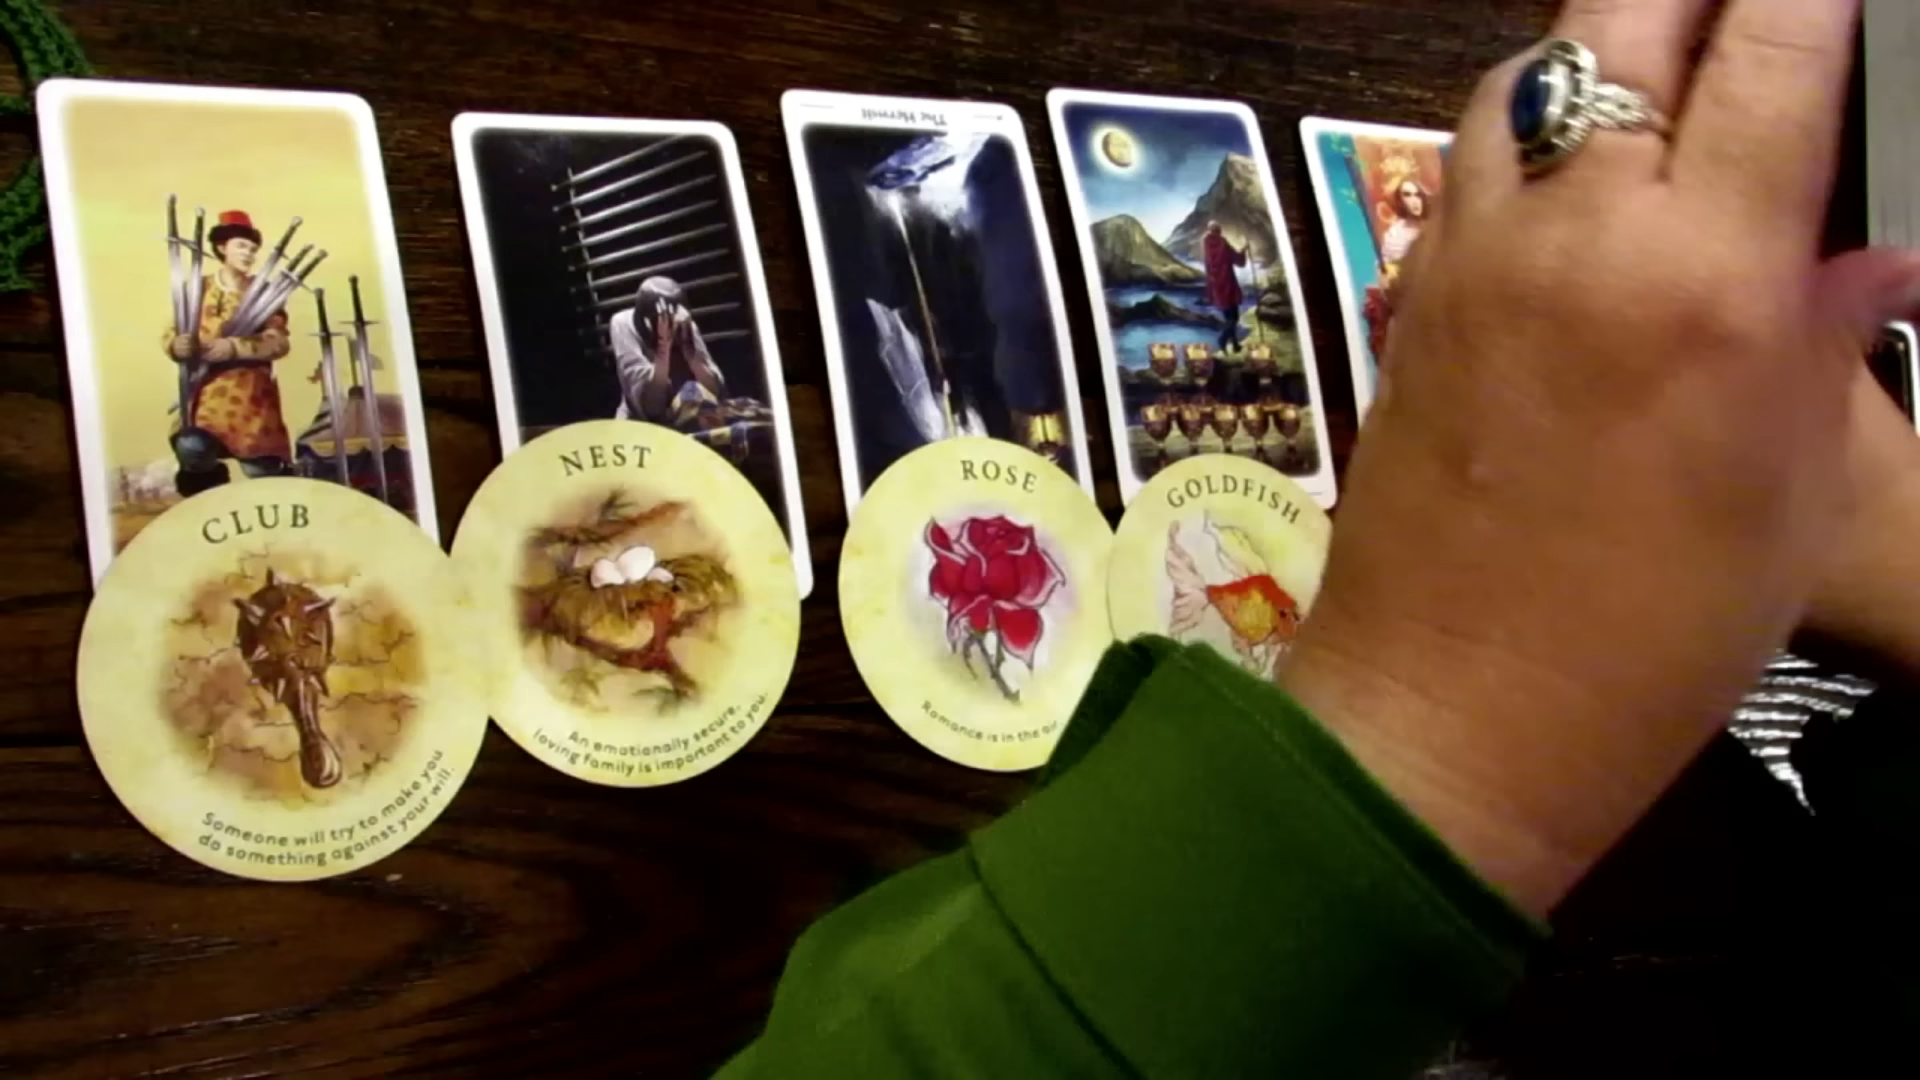 The Hermit
CLUB
Someone will try to make you
do something against your will.
NEST
An emotionally secure,
loving family is important to you.
ROSE
Romance is in the air
GOLDFISH